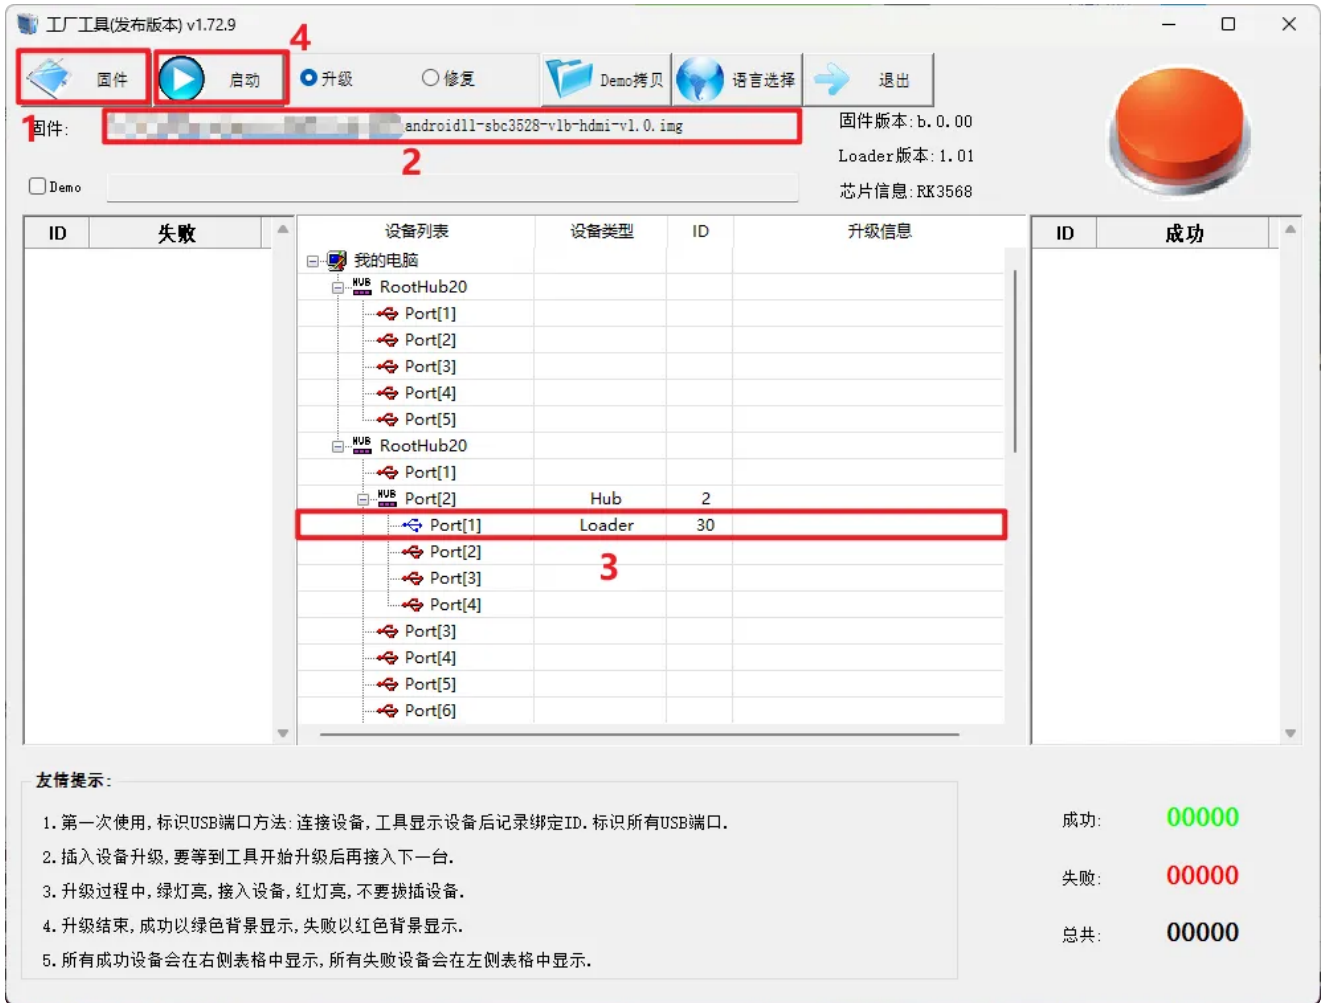 工厂工具(发布版本) v1.72.9
4
固件 启动 升级 修复 Demo拷贝 语言选择 退出
1
固件: android11-sbc3528-v1b-hdmi-v1.0.img
2
固件版本:b.0.00
Loader版本:1.01
芯片信息:RK3568
Demo
ID 失败
设备列表 设备类型 ID 升级信息
ID 成功
我的电脑
HUB RootHub20
Port[1]
Port[2]
Port[3]
Port[4]
Port[5]
HUB RootHub20
Port[1]
HUB Port[2] Hub 2
Port[1] Loader 30
3
Port[2]
Port[3]
Port[4]
Port[3]
Port[4]
Port[5]
Port[6]
友情提示:
1.第一次使用,标识USB端口方法:连接设备,工具显示设备后记录绑定ID.标识所有USB端口.
2.插入设备升级,要等到工具开始升级后再接入下一台.
3.升级过程中,绿灯亮,接入设备,红灯亮,不要拔插设备.
4.升级结束,成功以绿色背景显示,失败以红色背景显示.
5.所有成功设备会在右侧表格中显示,所有失败设备会在左侧表格中显示.
成功: 00000
失败: 00000
总共: 00000